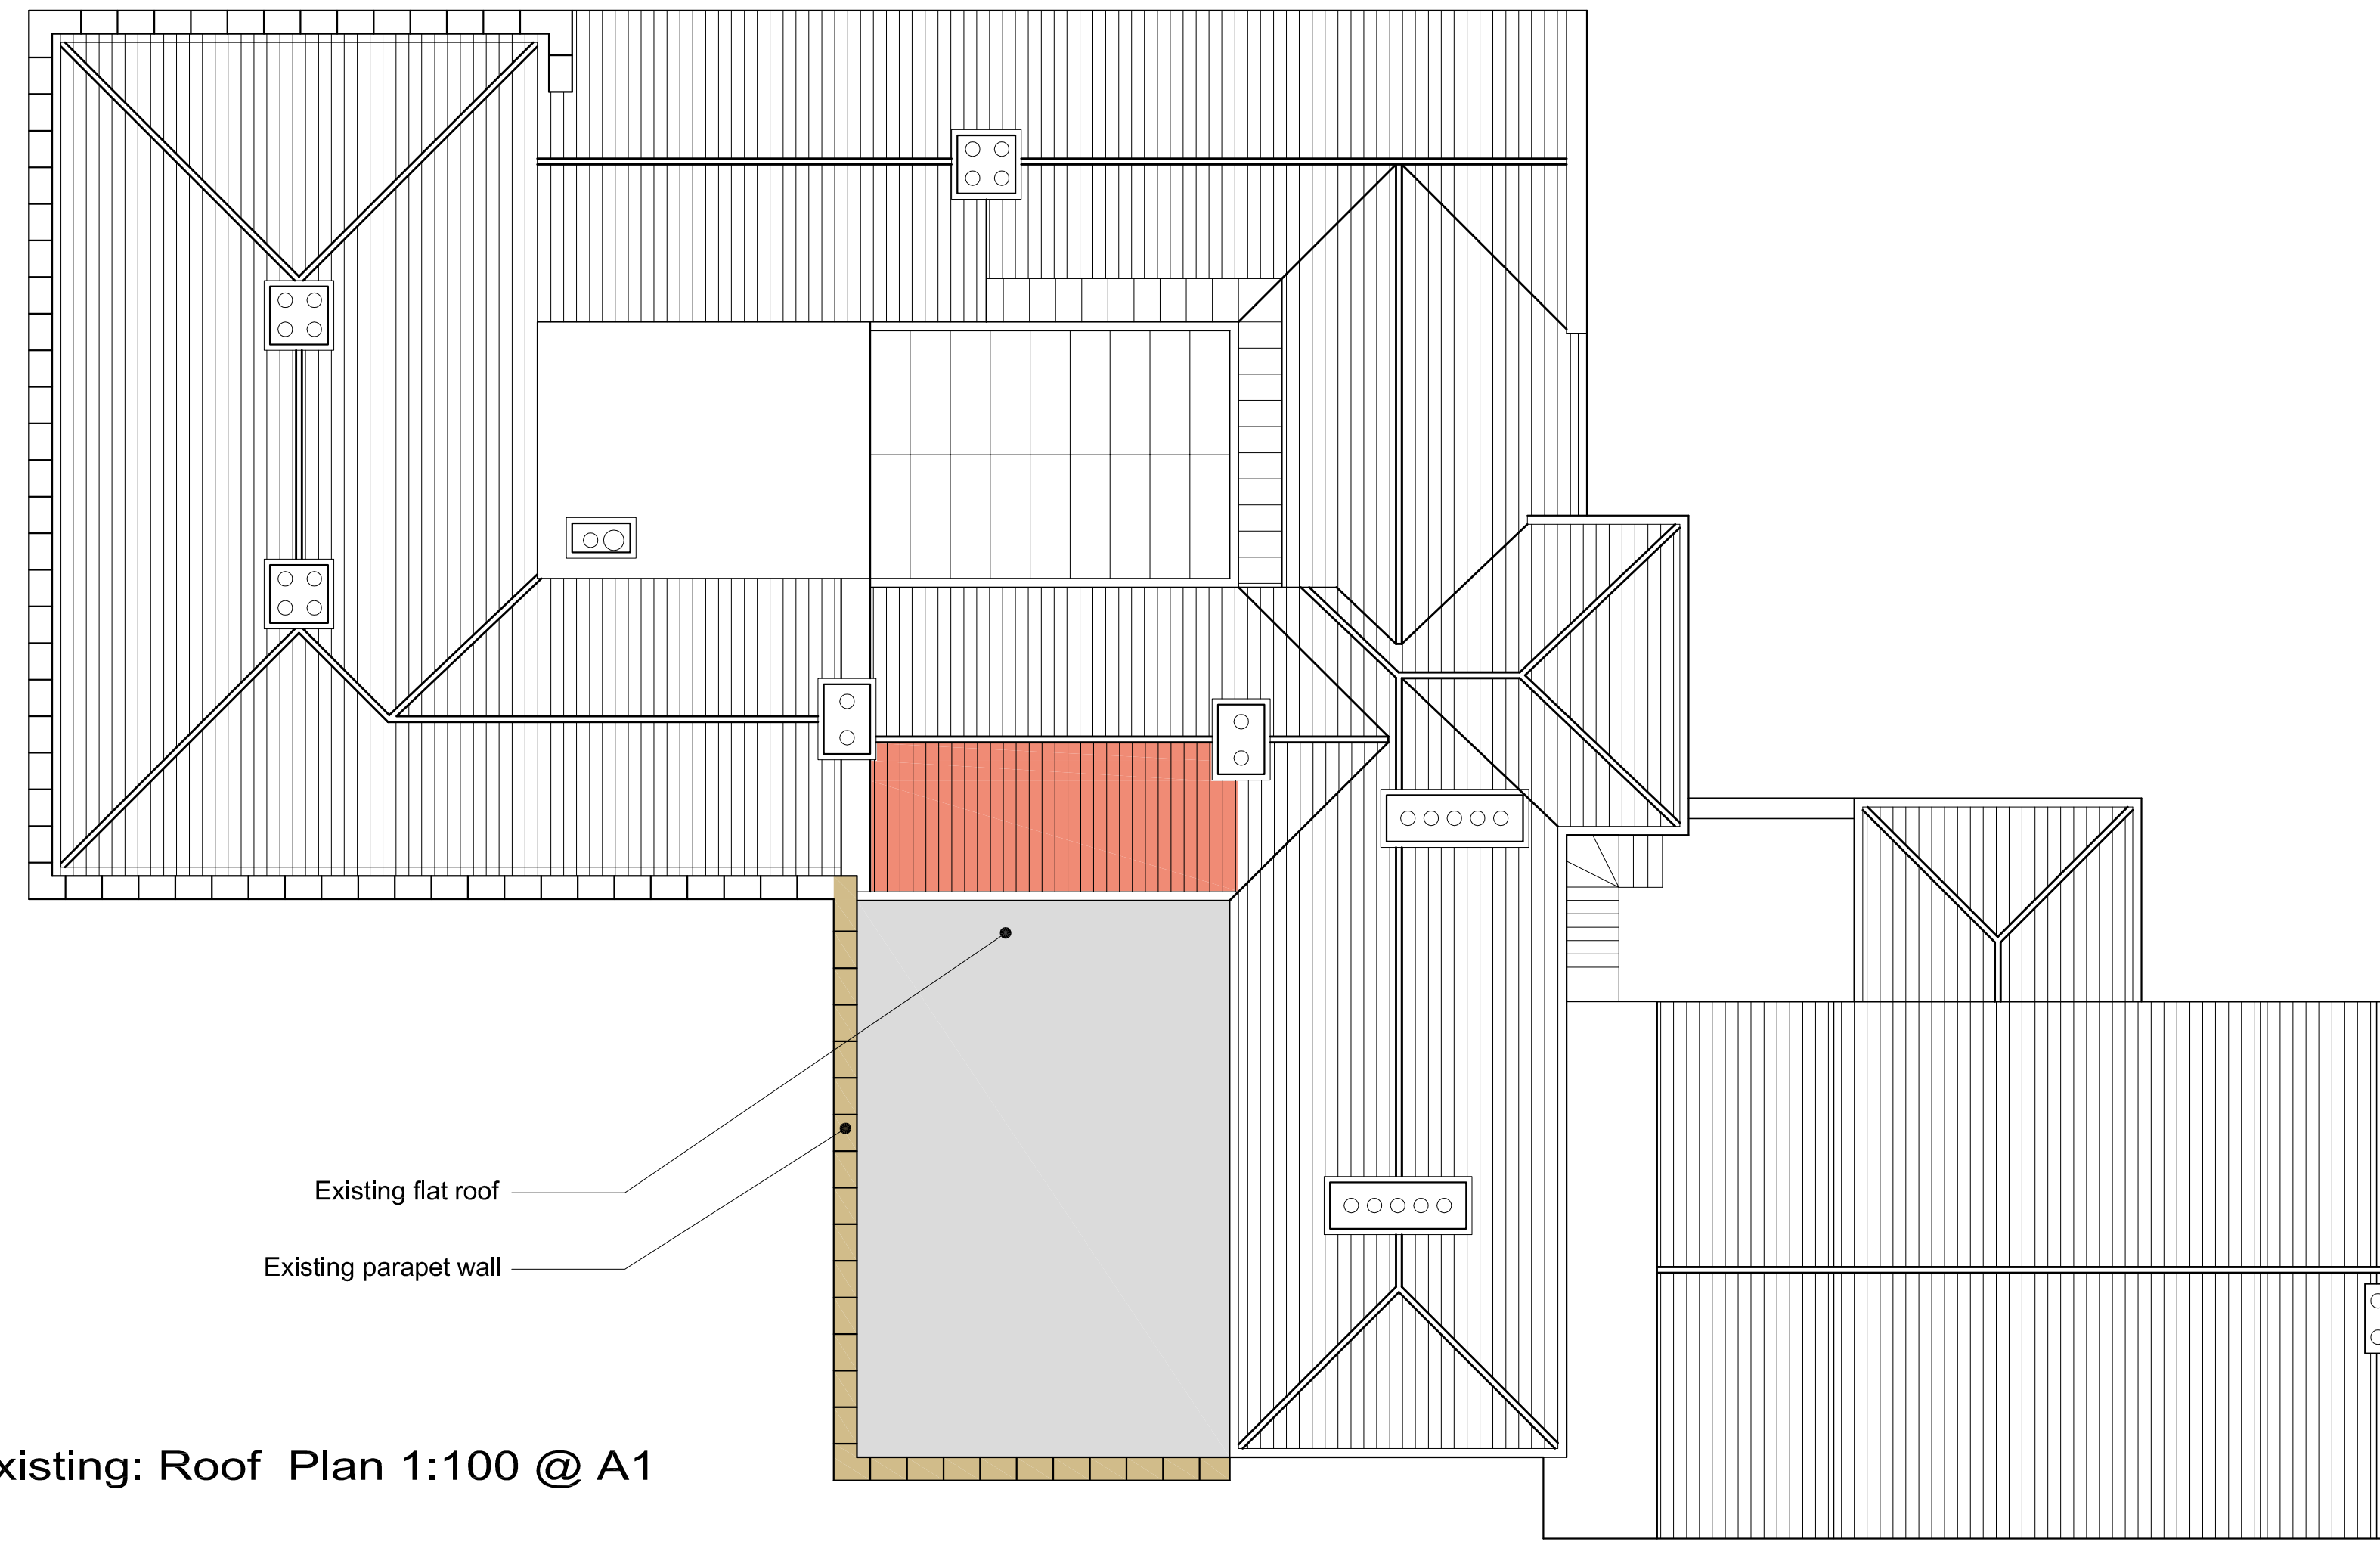 Existing flat roof
Existing parapet wall
xisting: Roof Plan 1:100 @ A1